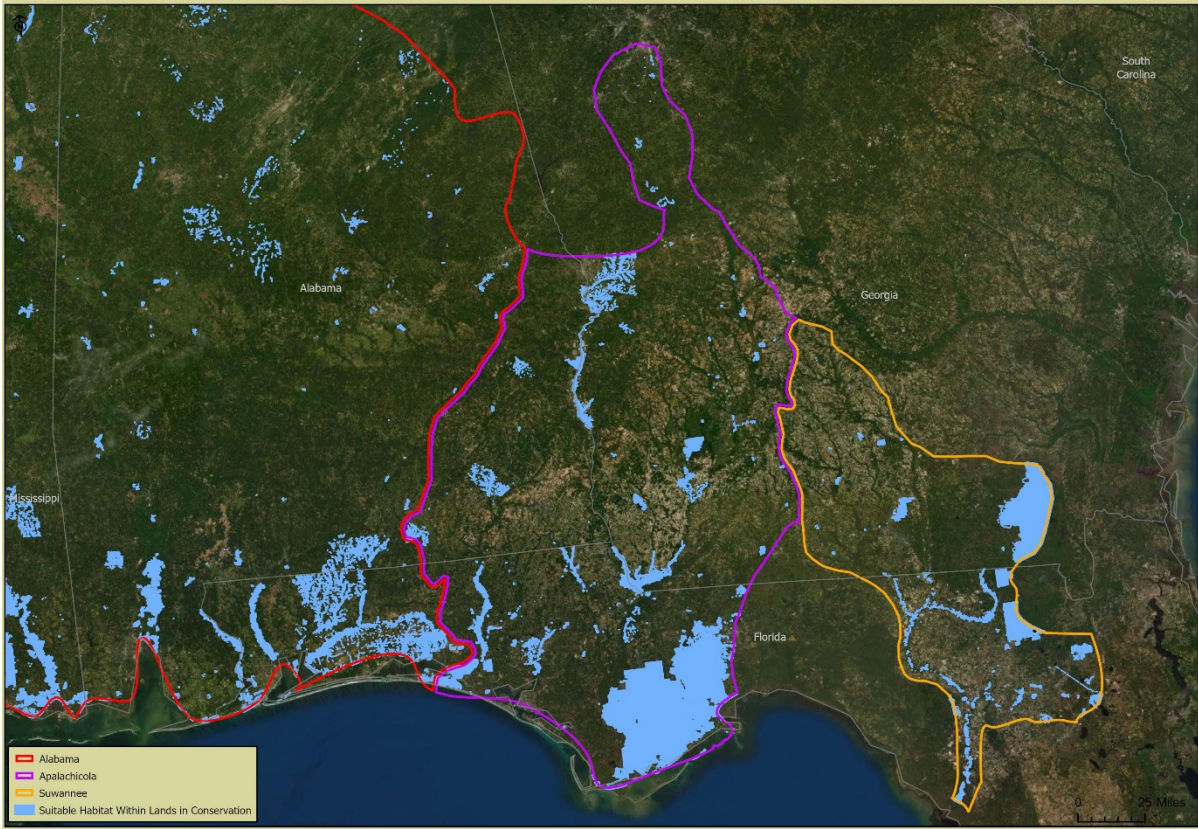 South
Carolina
Georgia
Alabama
Mississippi
Florida
Alabama
Apalachicola
Suwannee
Suitable Habitat Within Lands in Conservation
0 25 Miles